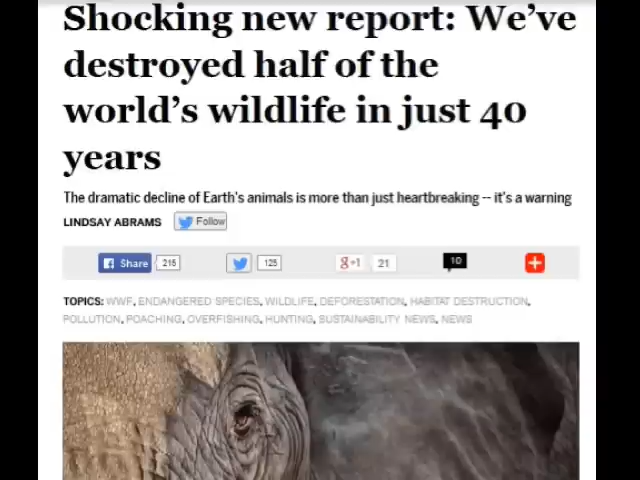 Shocking new report: We've
destroyed half of the
world's wildlife in just 40
years
The dramatic decline of Earth's animals is more than just heartbreaking -- it's a warning
LINDSAY ABRAMS Follow
f Share 215 125 g+1 21 10 +
TOPICS: WWF, ENDANGERED SPECIES, WILDLIFE, DEFORESTATION, HABITAT DESTRUCTION,
POLLUTION, POACHING, OVERFISHING, HUNTING, SUSTAINABILITY NEWS, NEWS